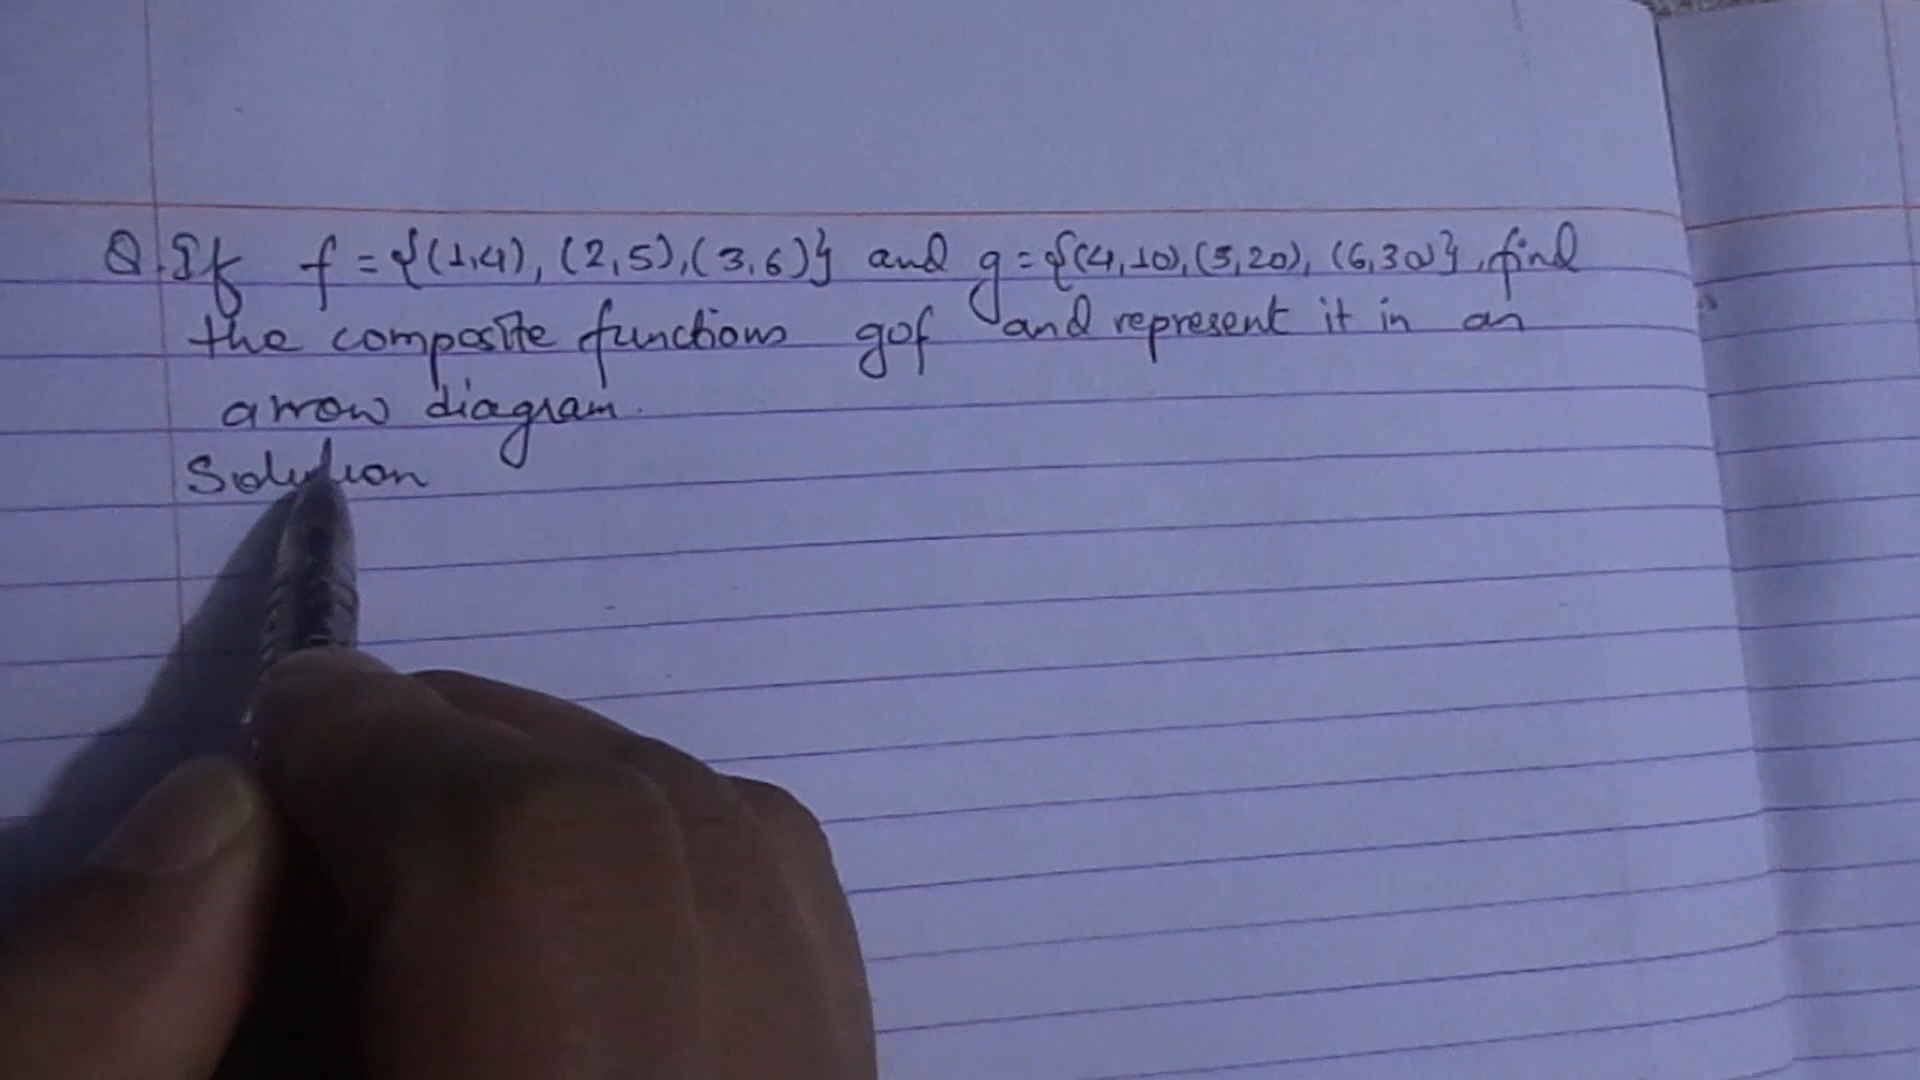 Q. If f = {(1,4), (2,5), (3,6)} and g = {(4,10), (5,20), (6,30)}, find
the composite functions gof and represent it in an
arrow diagram.
Solution